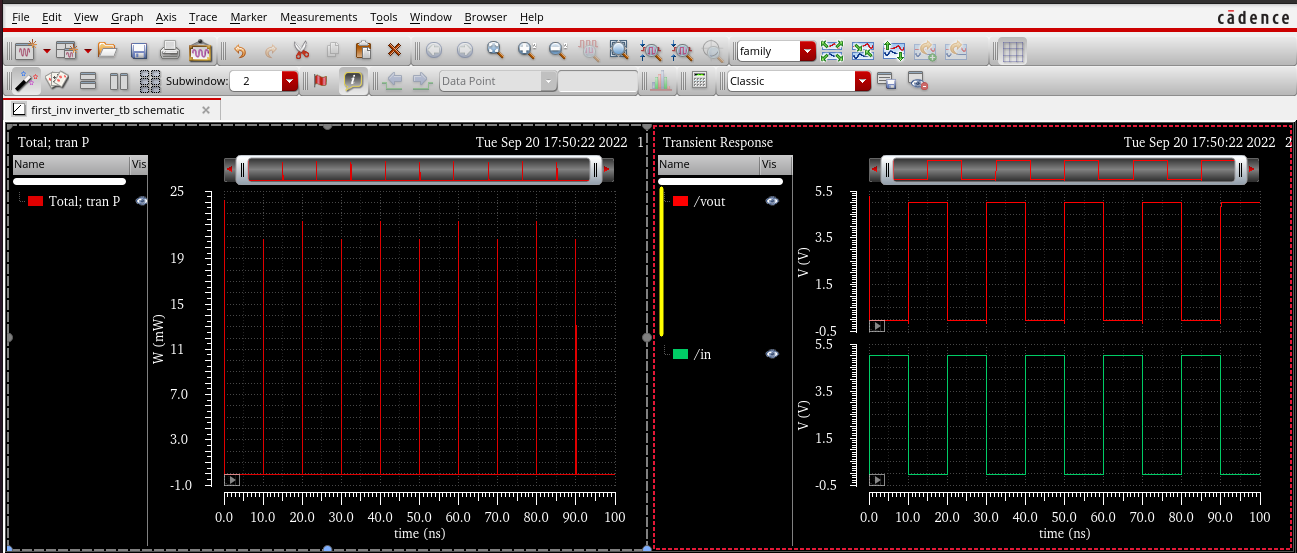 File Edit View Graph Axis Trace Marker Measurements Tools Window Browser Help
cādence
family
Subwindow: 2
Data Point
Classic
first_inv inverter_tb schematic
Total; tran P
Tue Sep 20 17:50:22 2022 1
Name Vis
Total; tran P
25
19
15
11
7.0
3.0
-1.0
W (mW)
0.0 10.0 20.0 30.0 40.0 50.0 60.0 70.0 80.0 90.0 100
time (ns)
Transient Response
Tue Sep 20 17:50:22 2022 2
Name Vis
/vout
5.5
3.5
1.5
-0.5
V (V)
/in
5.5
3.5
1.5
-0.5
V (V)
0.0 10.0 20.0 30.0 40.0 50.0 60.0 70.0 80.0 90.0 100
time (ns)